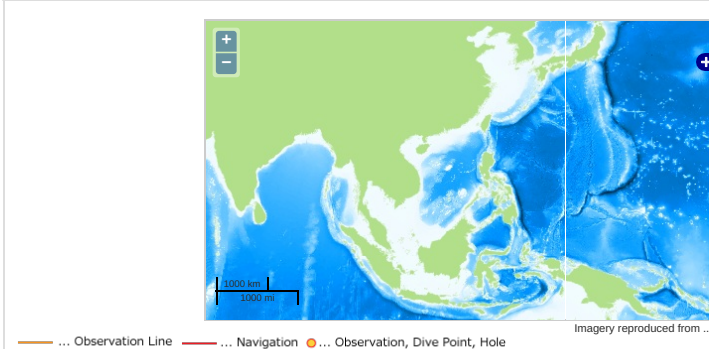 +
−
1000 km
1000 mi
Imagery reproduced from ..
... Observation Line ... Navigation ... Observation, Dive Point, Hole